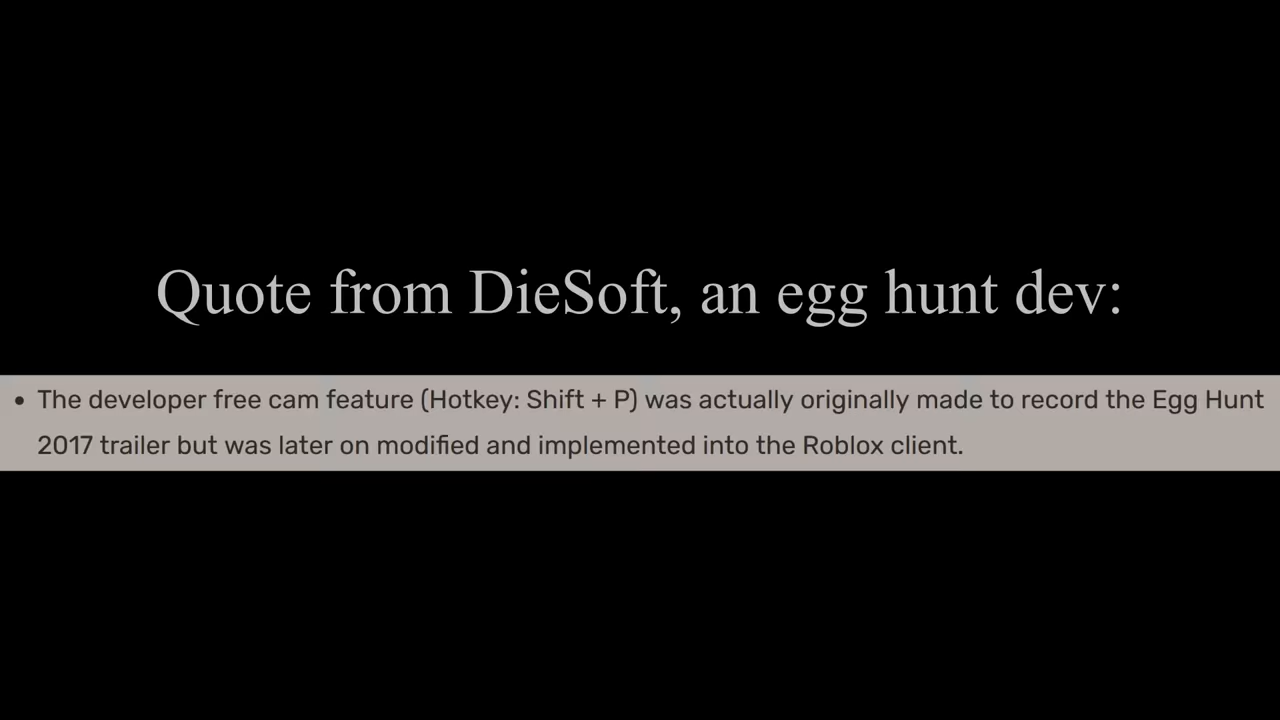 Quote from DieSoft, an egg hunt dev:
• The developer free cam feature (Hotkey: Shift + P) was actually originally made to record the Egg Hunt
2017 trailer but was later on modified and implemented into the Roblox client.